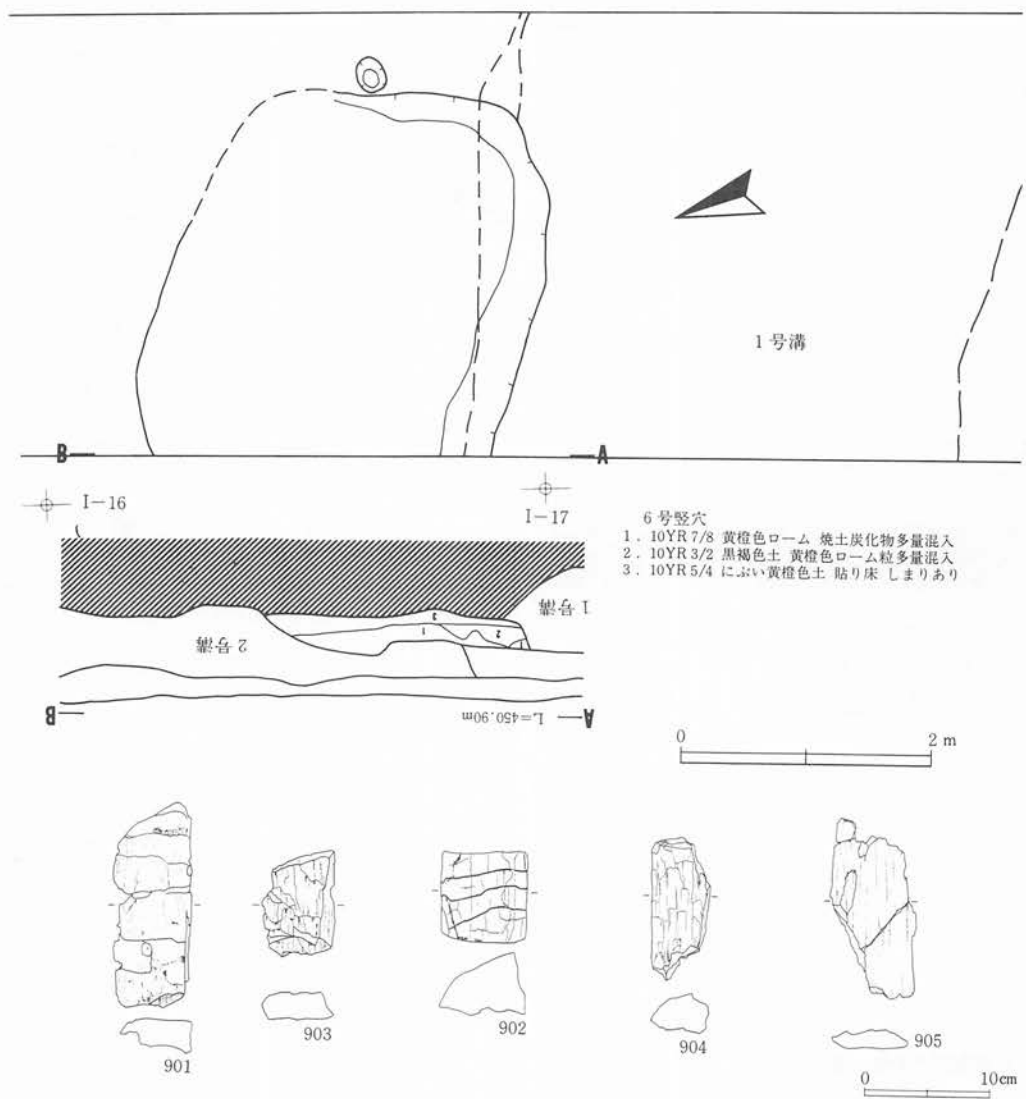 1号溝
B
A
I-16
I-17
6号竪穴
1. 10YR 7/8 黄橙色ローム 焼土炭化物多量混入
2. 10YR 3/2 黒褐色土 黄橙色ローム粒多量混入
3. 10YR 5/4 にぶい黄橙色土 貼り床 しまりあり
1号溝
2号溝
3
1
2
1
B
L=450.90m
A
0
2 m
901
903
902
904
905
0
10cm